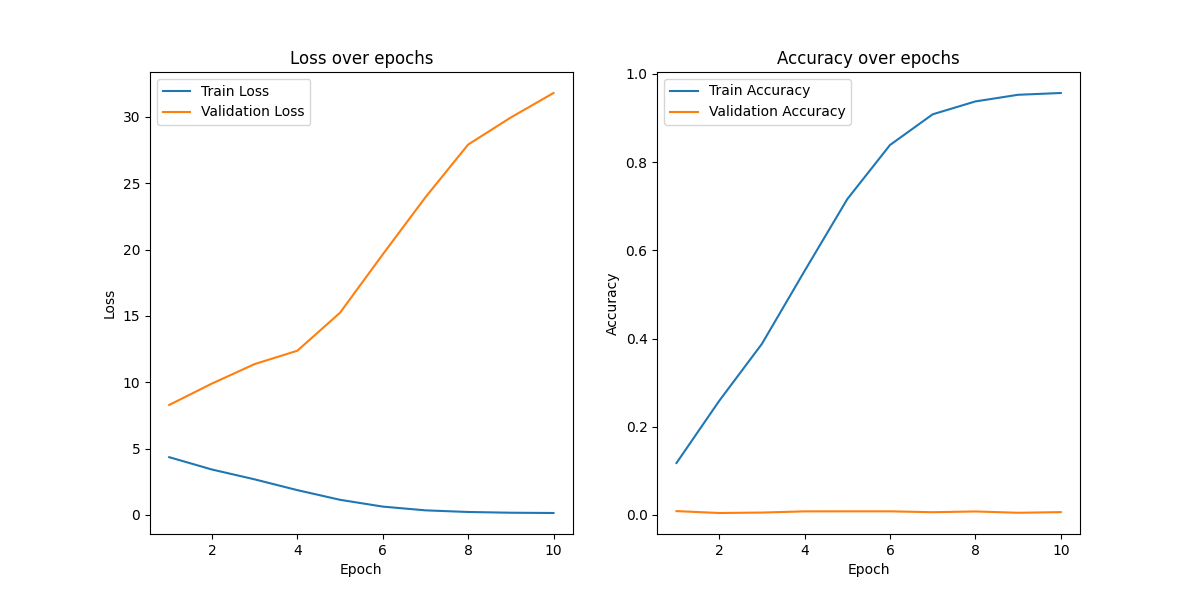 Loss over epochs
Train Loss
Validation Loss
30
25
20
15
10
5
0
Loss
2 4 6 8 10
Epoch
Accuracy over epochs
Train Accuracy
Validation Accuracy
1.0
0.8
0.6
0.4
0.2
0.0
Accuracy
2 4 6 8 10
Epoch